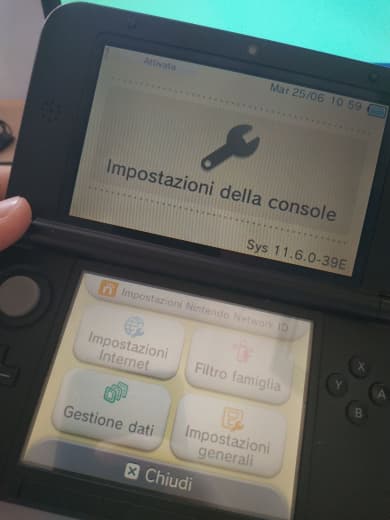 Attivata
Mar 25/06 10 59
Impostazioni della console
Sys 11.6.0-39E
Impostazioni Nintendo Network ID
Impostazioni
Internet
Filtro famiglia
Gestione dati
Impostazioni
generali
X Chiudi
X
Y
A
B